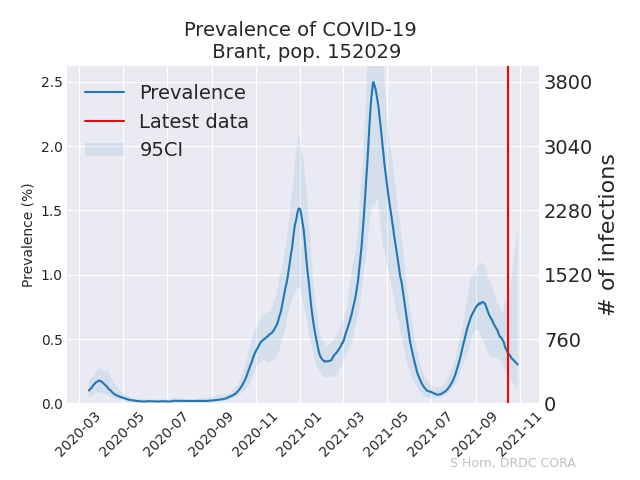 Prevalence of COVID-19
Brant, pop. 152029
Prevalence
Latest data
95CI
Prevalence (%)
2.5
2.0
1.5
1.0
0.5
0.0
3800
3040
2280
1520
760
0
# of infections
2020-03
2020-05
2020-07
2020-09
2020-11
2021-01
2021-03
2021-05
2021-07
2021-09
2021-11
S Horn, DRDC CORA